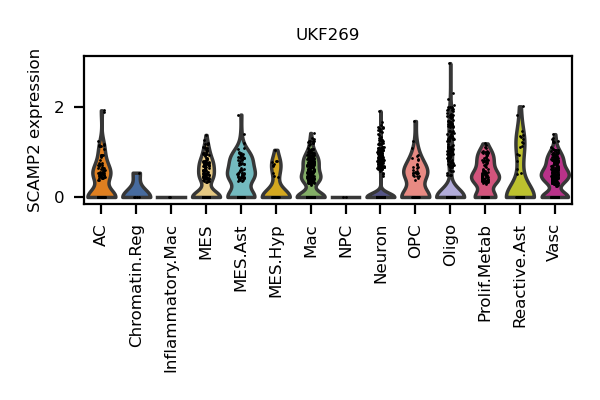 UKF269
SCAMP2 expression
2
0
AC
Chromatin.Reg
Inflammatory.Mac
MES
MES.Ast
MES.Hyp
Mac
NPC
Neuron
OPC
Oligo
Prolif.Metab
Reactive.Ast
Vasc